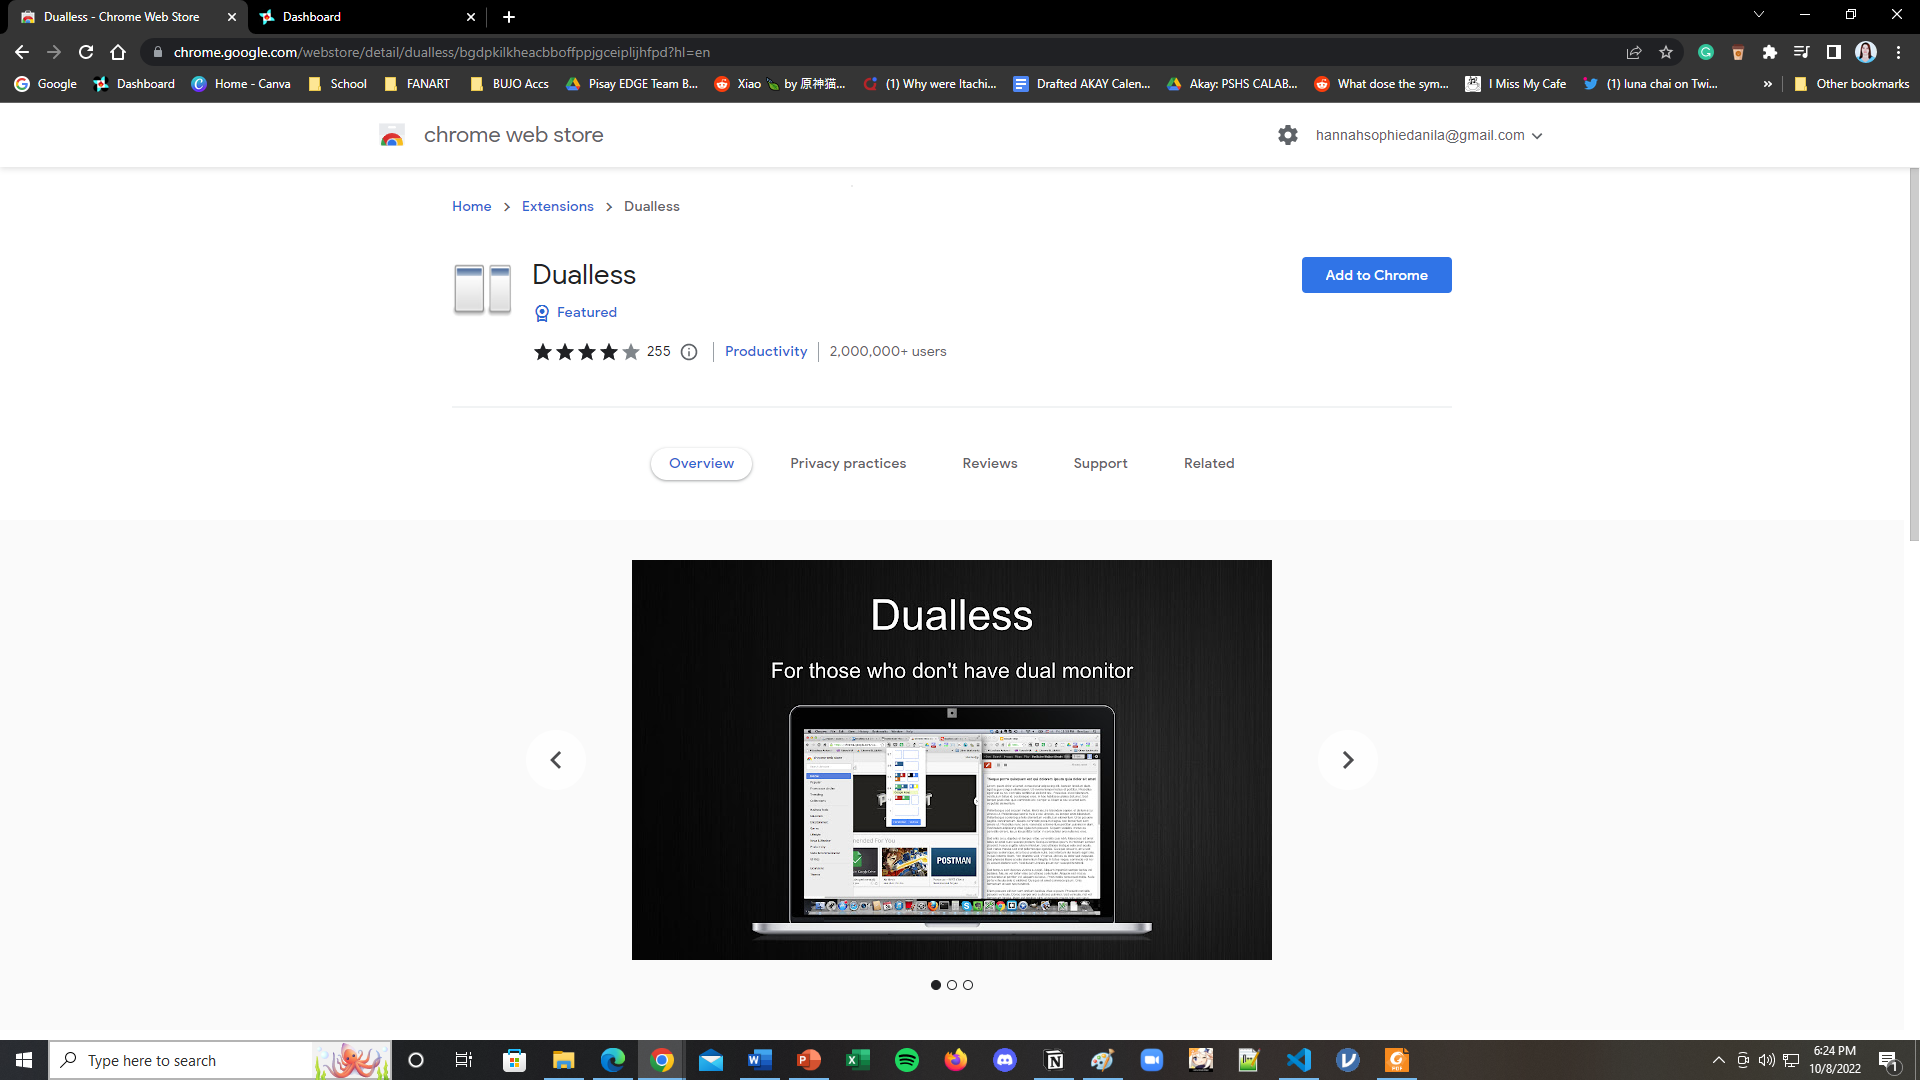 Dualless - Chrome Web Store
Dashboard
chrome.google.com/webstore/detail/dualless/bgdpkilkheacbboffppjgceiplijhfpd?hl=en
Google Dashboard Home - Canva School FANART BUJO Accs Pisay EDGE Team B... Xiao 🍃 by 原神猫... (1) Why were Itachi... Drafted AKAY Calen... Akay: PSHS CALAB... What dose the sym... I Miss My Cafe (1) luna chai on Twi... » Other bookmarks
chrome web store
hannahsophiedanila@gmail.com
Home > Extensions > Dualless
Dualless
Add to Chrome
Featured
255 Productivity 2,000,000+ users
Overview Privacy practices Reviews Support Related
Dualless
For those who don't have dual monitor
POSTMAN
Type here to search
6:24 PM
10/8/2022
1